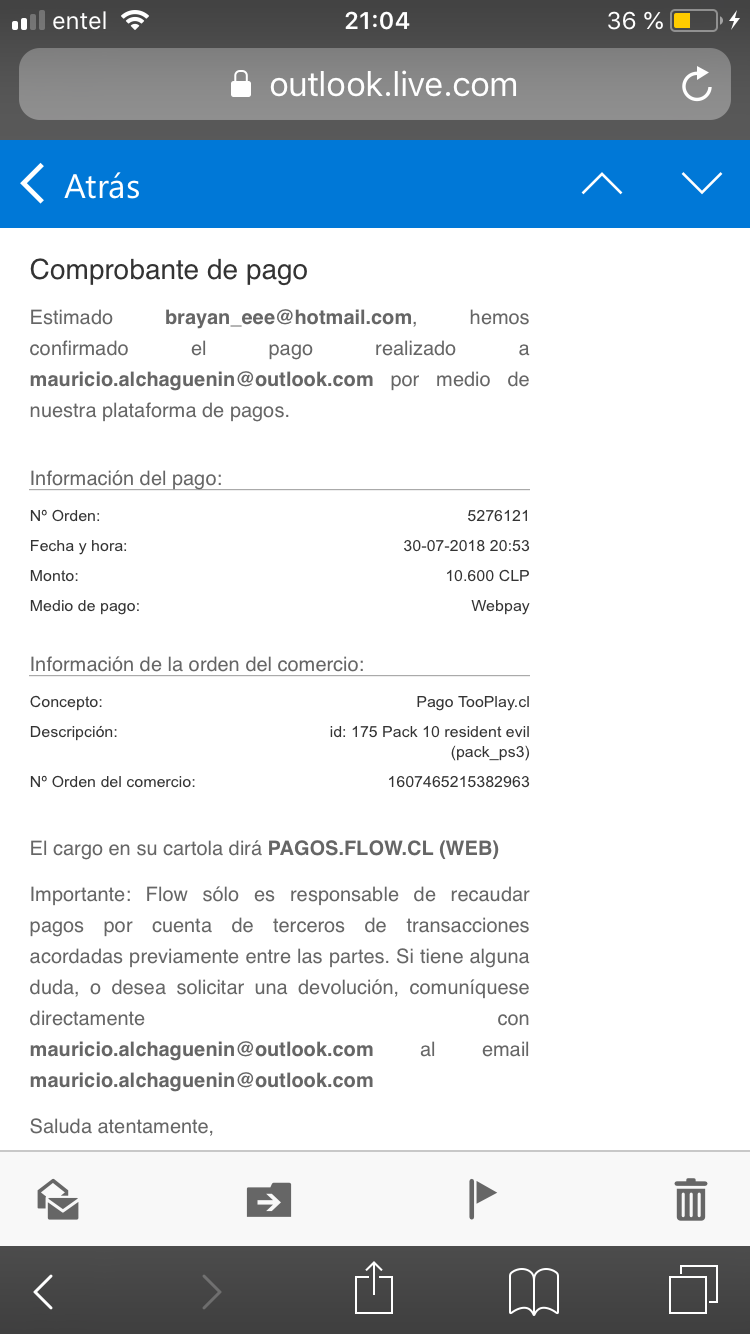 entel 21:04 36 %
outlook.live.com
Atrás
Comprobante de pago
Estimado brayan_eee@hotmail.com, hemos
confirmado el pago realizado a
mauricio.alchaguenin@outlook.com por medio de
nuestra plataforma de pagos.
Información del pago:
Nº Orden: 5276121
Fecha y hora: 30-07-2018 20:53
Monto: 10.600 CLP
Medio de pago: Webpay
Información de la orden del comercio:
Concepto: Pago TooPlay.cl
Descripción: id: 175 Pack 10 resident evil
(pack_ps3)
Nº Orden del comercio: 1607465215382963
El cargo en su cartola dirá PAGOS.FLOW.CL (WEB)
Importante: Flow sólo es responsable de recaudar
pagos por cuenta de terceros de transacciones
acordadas previamente entre las partes. Si tiene alguna
duda, o desea solicitar una devolución, comuníquese
directamente con
mauricio.alchaguenin@outlook.com al email
mauricio.alchaguenin@outlook.com
Saluda atentamente,